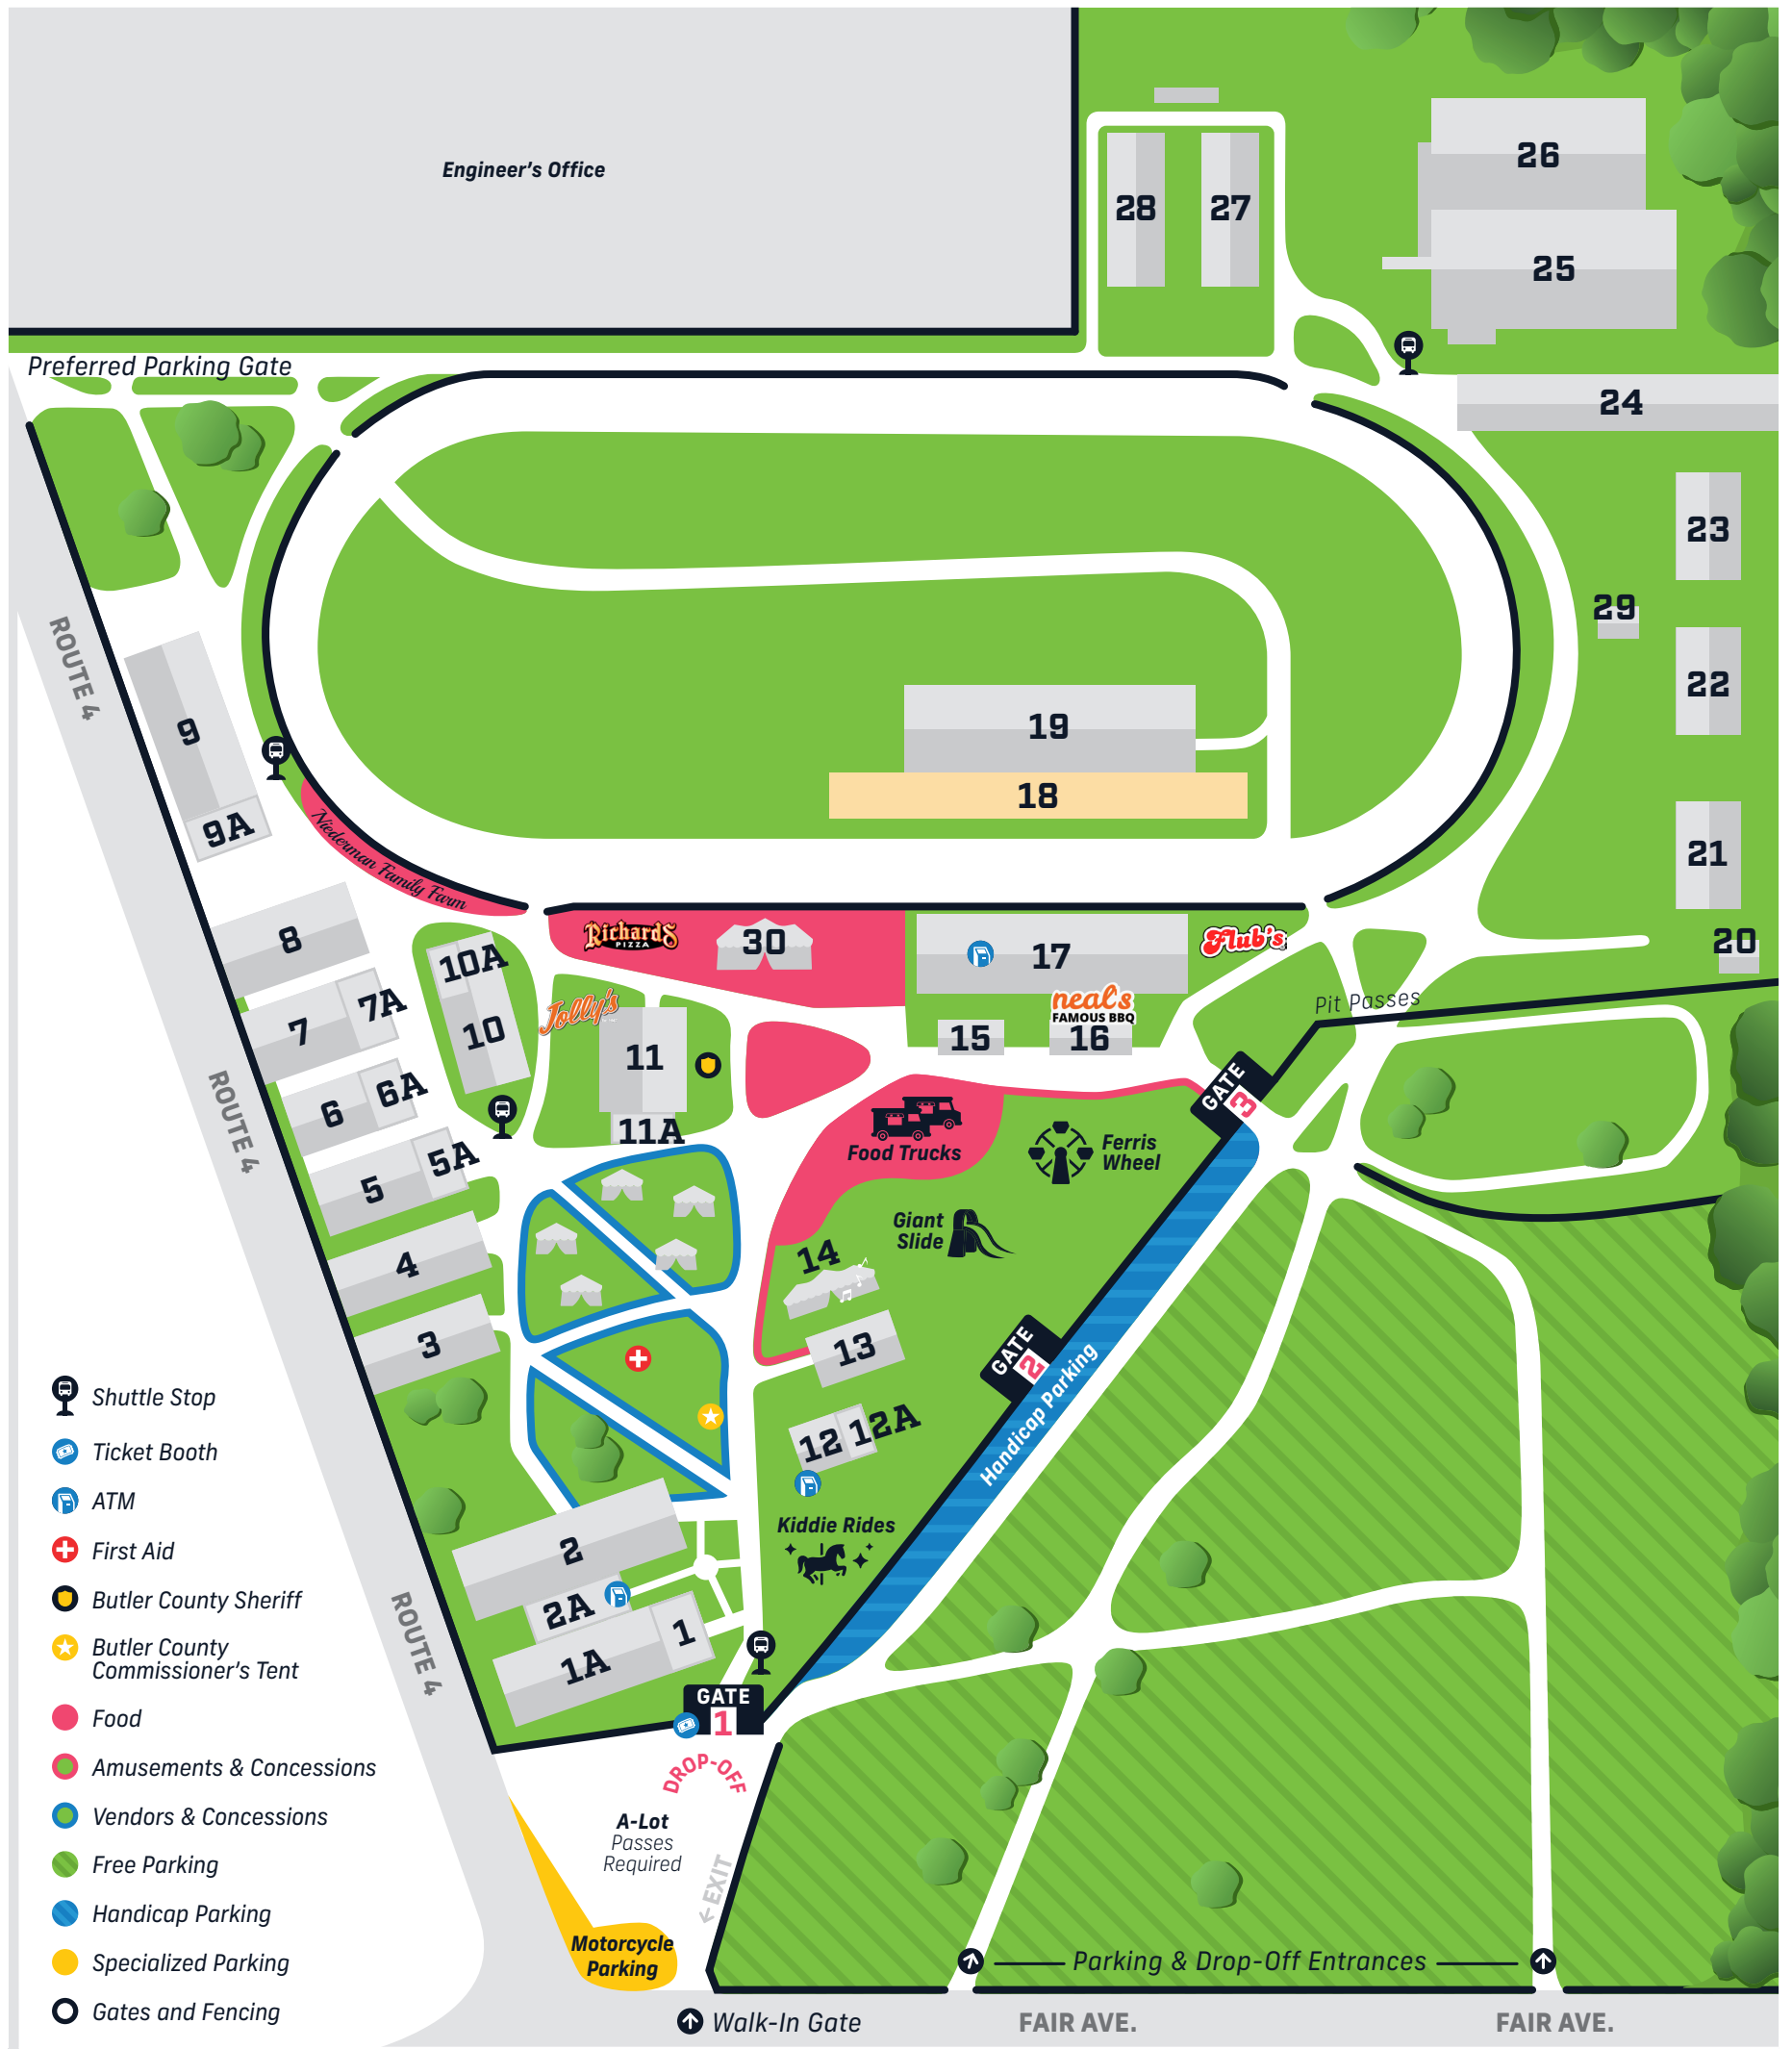 Engineer's Office
28
27
26
25
Preferred Parking Gate
24
23
29
22
21
20
ROUTE 4
9
9A
19
18
Niederman Family Farm
8
10A
10
7
7A
Richards
PIZZA
30
17
Flub's
Jolly's
neal's
FAMOUS BBQ
15
16
Pit Passes
11
11A
6
6A
5
5A
4
3
ROUTE 4
GATE
3
Food Trucks
Ferris
Wheel
Giant
Slide
14
13
GATE
2
Handicap Parking
12
12A
Kiddie Rides
2
2A
1
1A
ROUTE 4
GATE
1
DROP-OFF
A-Lot
Passes
Required
EXIT
Motorcycle
Parking
Shuttle Stop
Ticket Booth
ATM
First Aid
Butler County Sheriff
Butler County
Commissioner's Tent
Food
Amusements & Concessions
Vendors & Concessions
Free Parking
Handicap Parking
Specialized Parking
Gates and Fencing
Parking & Drop-Off Entrances
Walk-In Gate
FAIR AVE.
FAIR AVE.